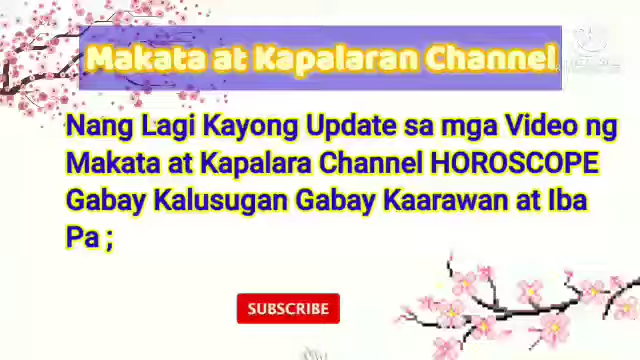 Makata at Kapalaran Channel
Nang Lagi Kayong Update sa mga Video ng
Makata at Kapalara Channel HOROSCOPE
Gabay Kalusugan Gabay Kaarawan at Iba
Pa ;
SUBSCRIBE